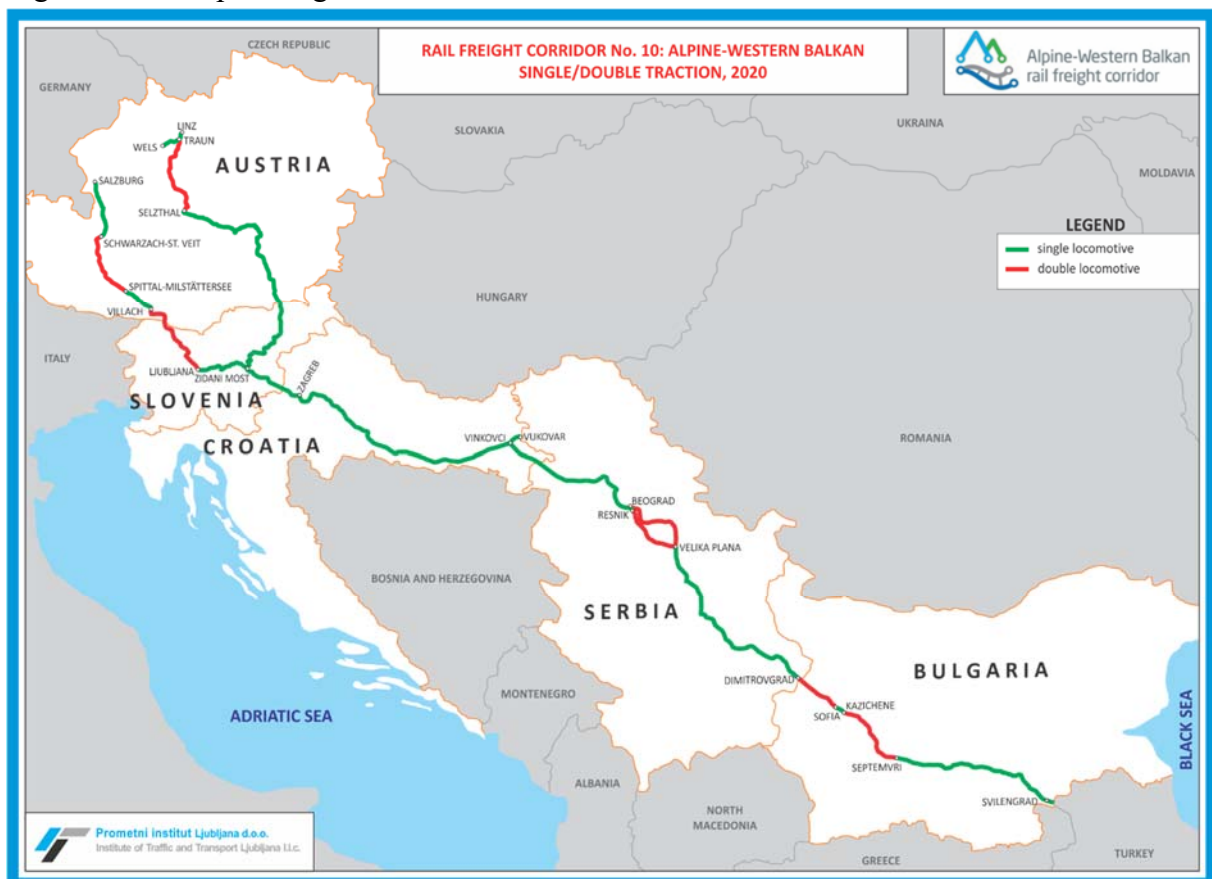 RAIL FREIGHT CORRIDOR No. 10: ALPINE-WESTERN BALKAN
SINGLE/DOUBLE TRACTION, 2020
Alpine-Western Balkan
rail freight corridor
CZECH REPUBLIC
GERMANY
SLOVAKIA
UKRAINE
MOLDAVIA
LINZ
TRAUN
WELS
AUSTRIA
SALZBURG
SELZTHAL
SCHWARZACH-ST. VEIT
LEGEND
single locomotive
double locomotive
SPITTAL-MILSTÄTTERSEE
HUNGARY
VILLACH
ITALY
LJUBLJANA
ZIDANI MOST
ZAGREB
SLOVENIA
CROATIA
VINKOVCI
VUKOVAR
ROMANIA
BEOGRAD
RESNIK
VELIKA PLANA
BOSNIA AND HERZEGOVINA
SERBIA
BULGARIA
DIMITROVGRAD
MONTENEGRO
KAZICHENE
SOFIA
ADRIATIC SEA
BLACK SEA
SEPTEMVRI
ALBANIA
SVILENGRAD
NORTH
MACEDONIA
GREECE
TURKEY
Prometni institut Ljubljana d.o.o.
Institute of Traffic and Transport Ljubljana l.l.c.